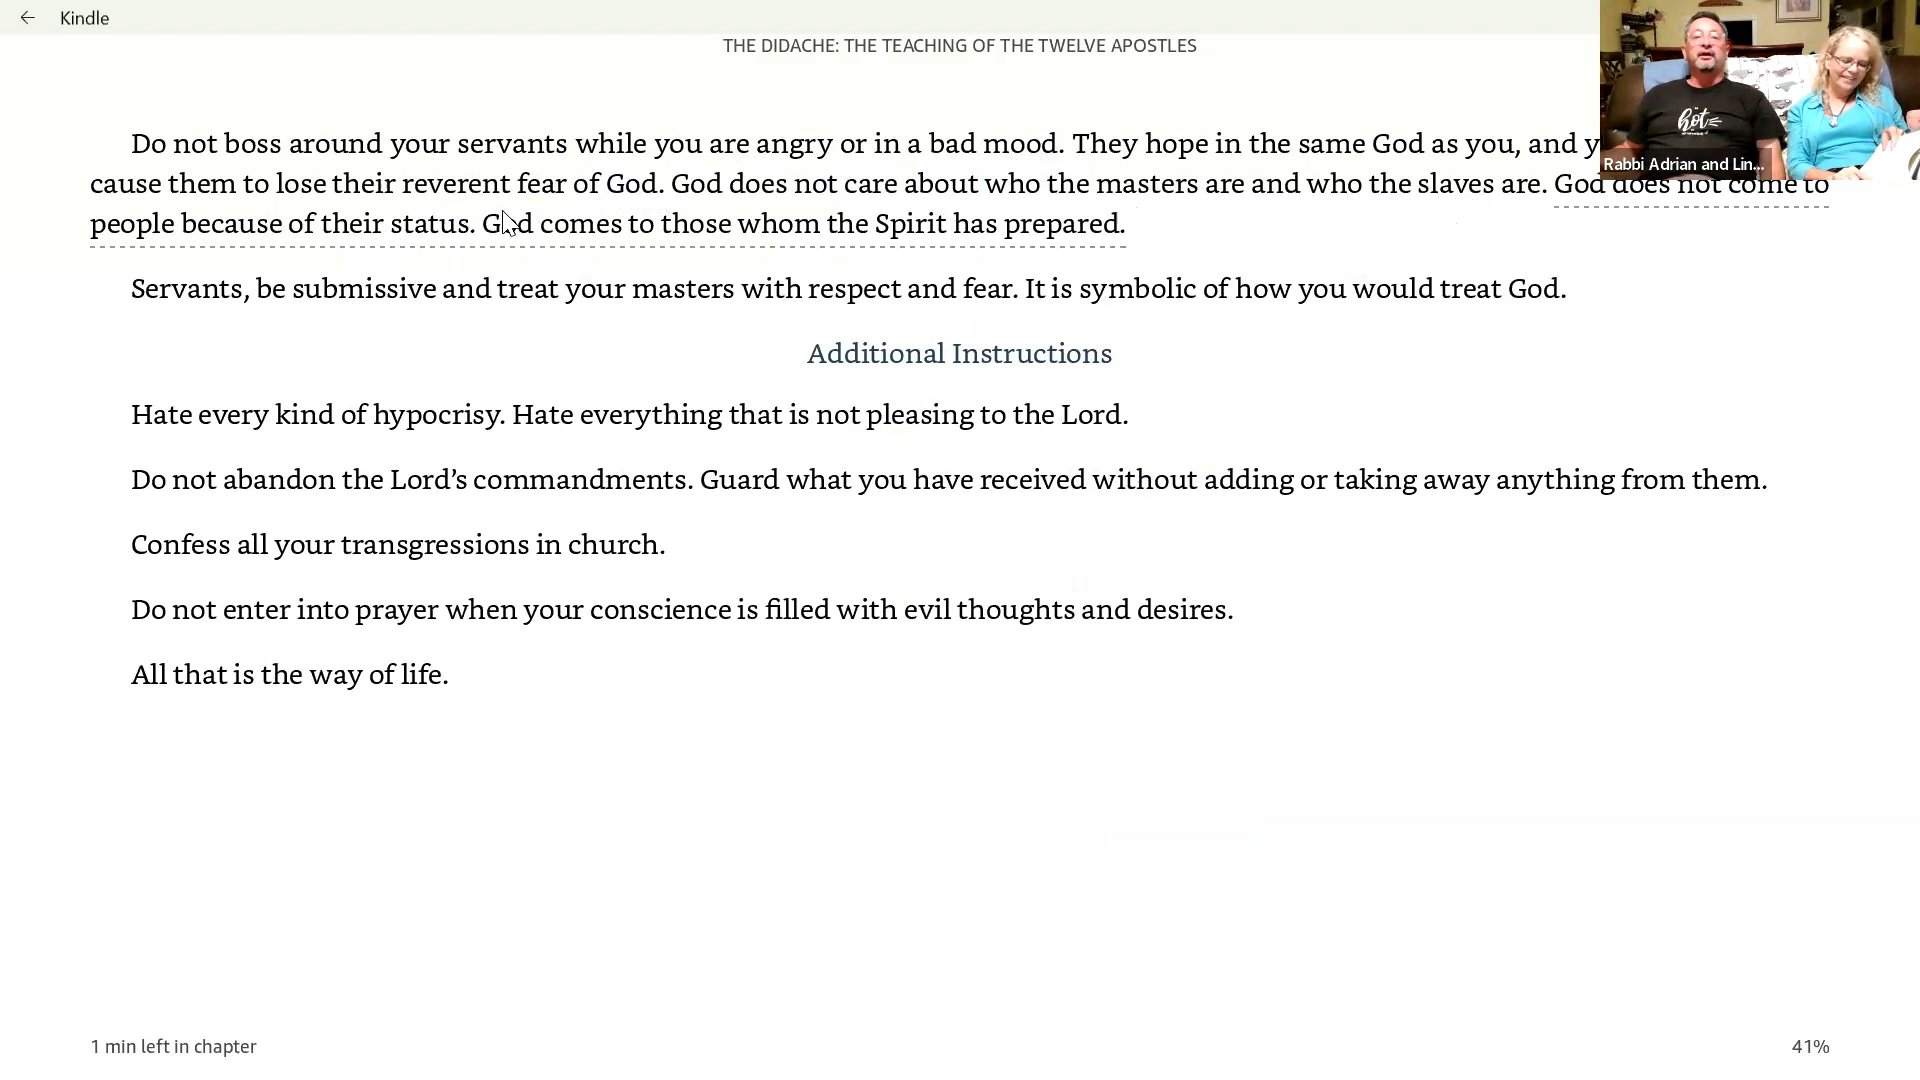 Kindle
THE DIDACHE: THE TEACHING OF THE TWELVE APOSTLES
Do not boss around your servants while you are angry or in a bad mood. They hope in the same God as you, and
cause them to lose their reverent fear of God. God does not care about who the masters are and who the slaves are. God does not come to
people because of their status. God comes to those whom the Spirit has prepared.
Servants, be submissive and treat your masters with respect and fear. It is symbolic of how you would treat God.
Additional Instructions
Hate every kind of hypocrisy. Hate everything that is not pleasing to the Lord.
Do not abandon the Lord’s commandments. Guard what you have received without adding or taking away anything from them.
Confess all your transgressions in church.
Do not enter into prayer when your conscience is filled with evil thoughts and desires.
All that is the way of life.
1 min left in chapter
41%
hot
Rabbi Adrian and Lin...